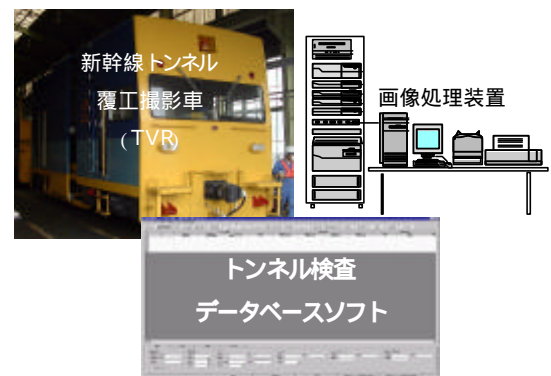 新幹線トンネル
覆工撮影車
(TVR)
画像処理装置
トンネル検査
データベースソフト